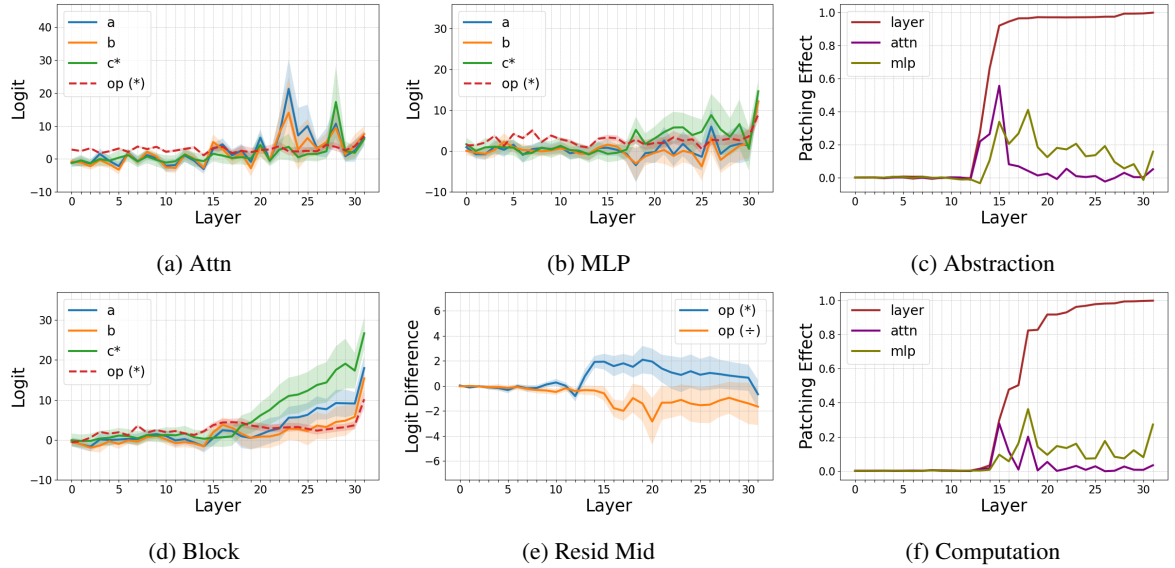 a
b
c*
op (*)
Logit
40
30
20
10
0
−10
0
5
10
15
20
25
30
Layer
(a) Attn
a
b
c*
op (*)
Logit
30
20
10
0
−10
0
5
10
15
20
25
30
Layer
(b) MLP
layer
attn
mlp
Patching Effect
1.0
0.8
0.6
0.4
0.2
0.0
0
5
10
15
20
25
30
Layer
(c) Abstraction
a
b
c*
op (*)
Logit
30
20
10
0
−10
0
5
10
15
20
25
30
Layer
(d) Block
op (*)
op (÷)
Logit Difference
6
4
2
0
−2
−4
−6
0
5
10
15
20
25
30
Layer
(e) Resid Mid
layer
attn
mlp
Patching Effect
1.0
0.8
0.6
0.4
0.2
0.0
0
5
10
15
20
25
30
Layer
(f) Computation